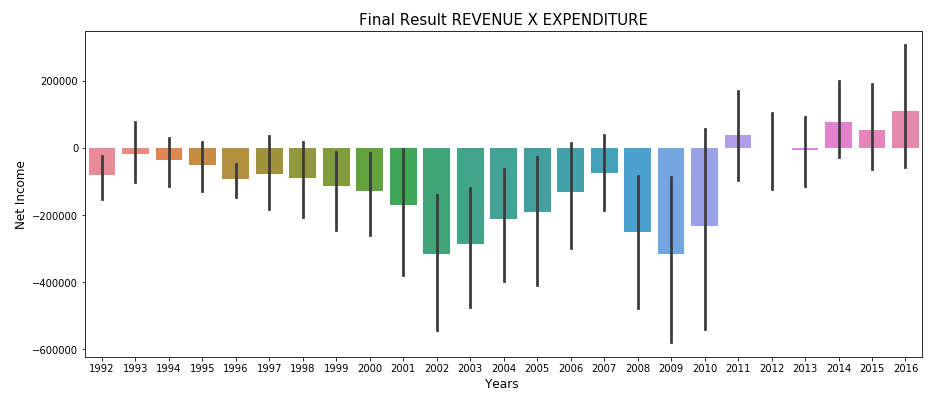 Final Result REVENUE X EXPENDITURE
Net Income
200000
0
−200000
−400000
−600000
1992 1993 1994 1995 1996 1997 1998 1999 2000 2001 2002 2003 2004 2005 2006 2007 2008 2009 2010 2011 2012 2013 2014 2015 2016
Years